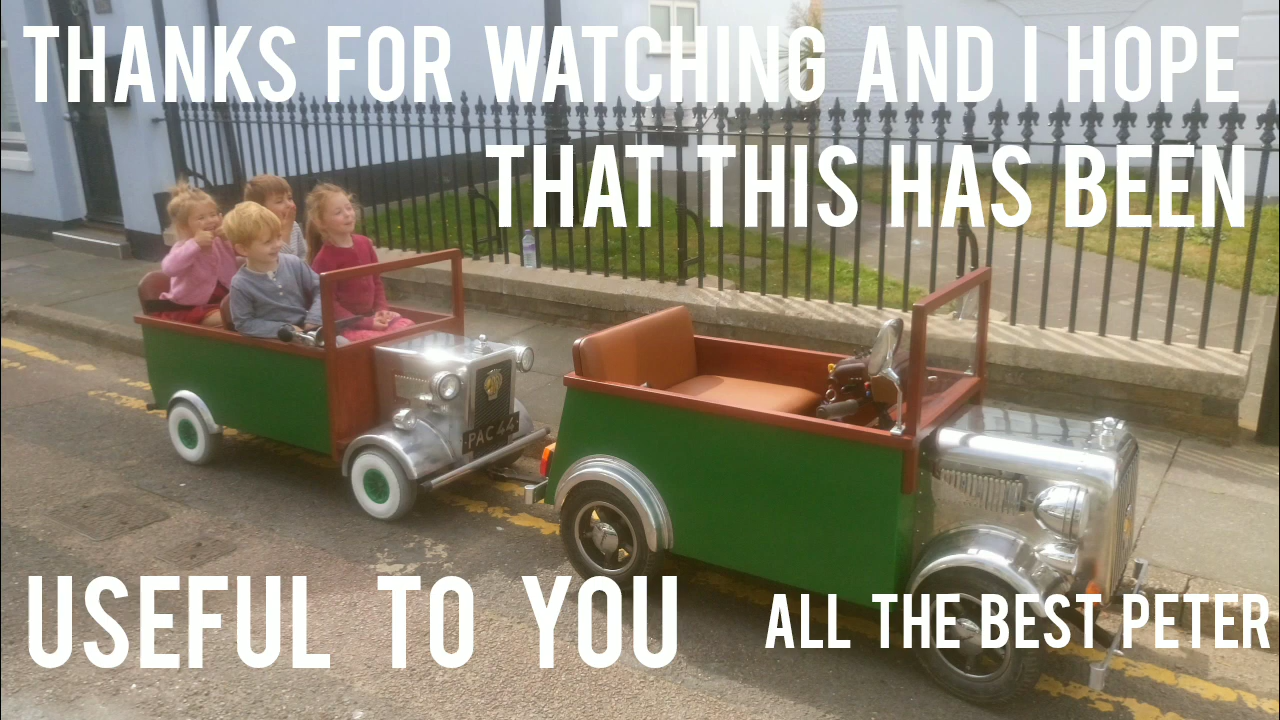 THANKS FOR WATCHING AND I HOPE
THAT THIS HAS BEEN
PAC 44
USEFUL TO YOU
ALL THE BEST PETER